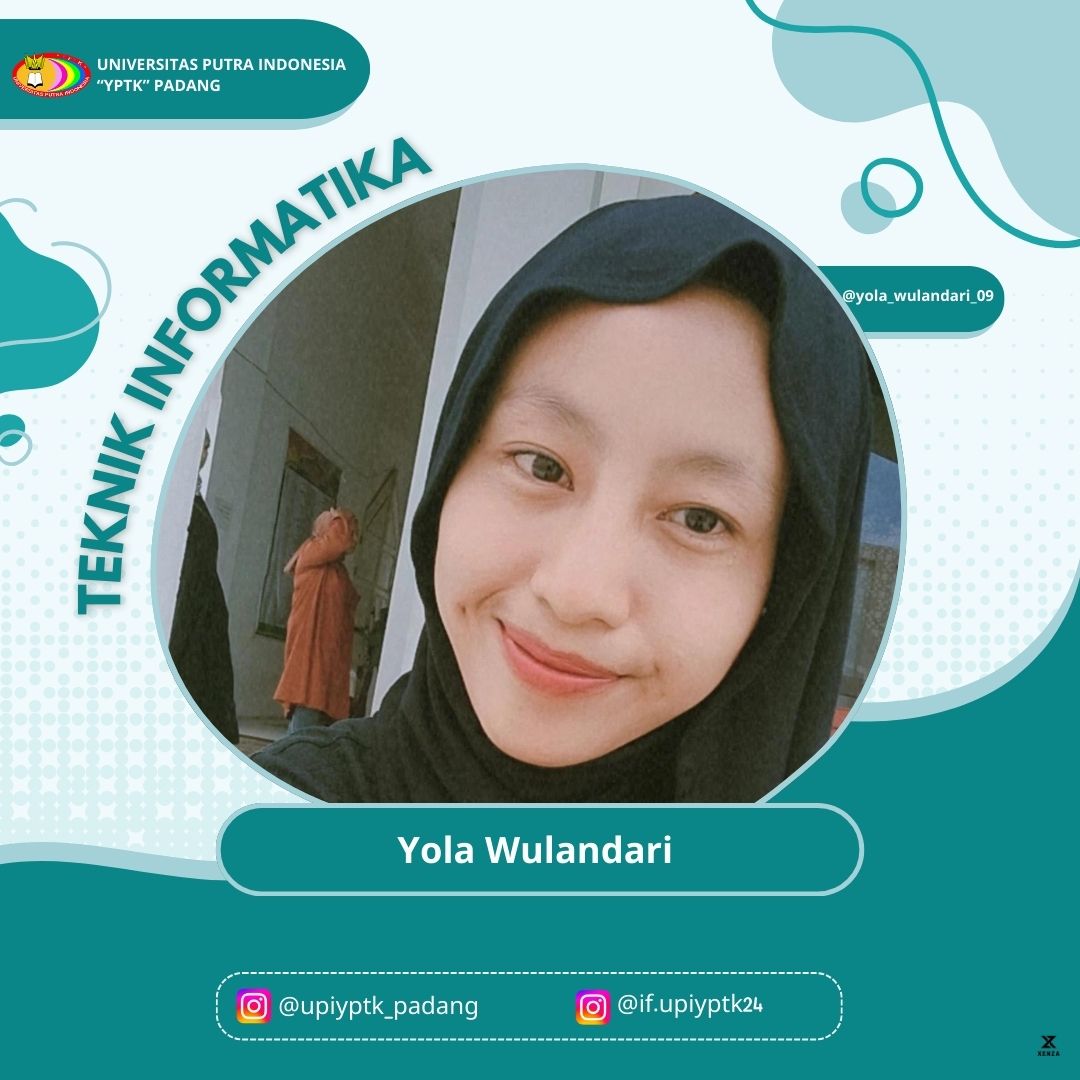 UNIVERSITAS PUTRA INDONESIA
“YPTK” PADANG
TEKNIK INFORMATIKA
@yola_wulandari_09
Yola Wulandari
@upiyptk_padang
@if.upiyptk24
XENZA